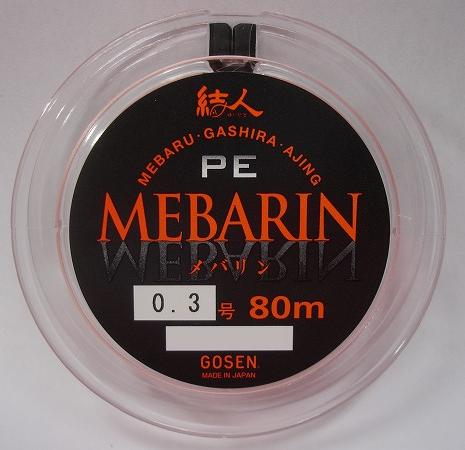 結人
MEBARU・GASHIRA・AJING
PE
MEBARIN
メバリン
0.3号 80m
GOSEN
MADE IN JAPAN